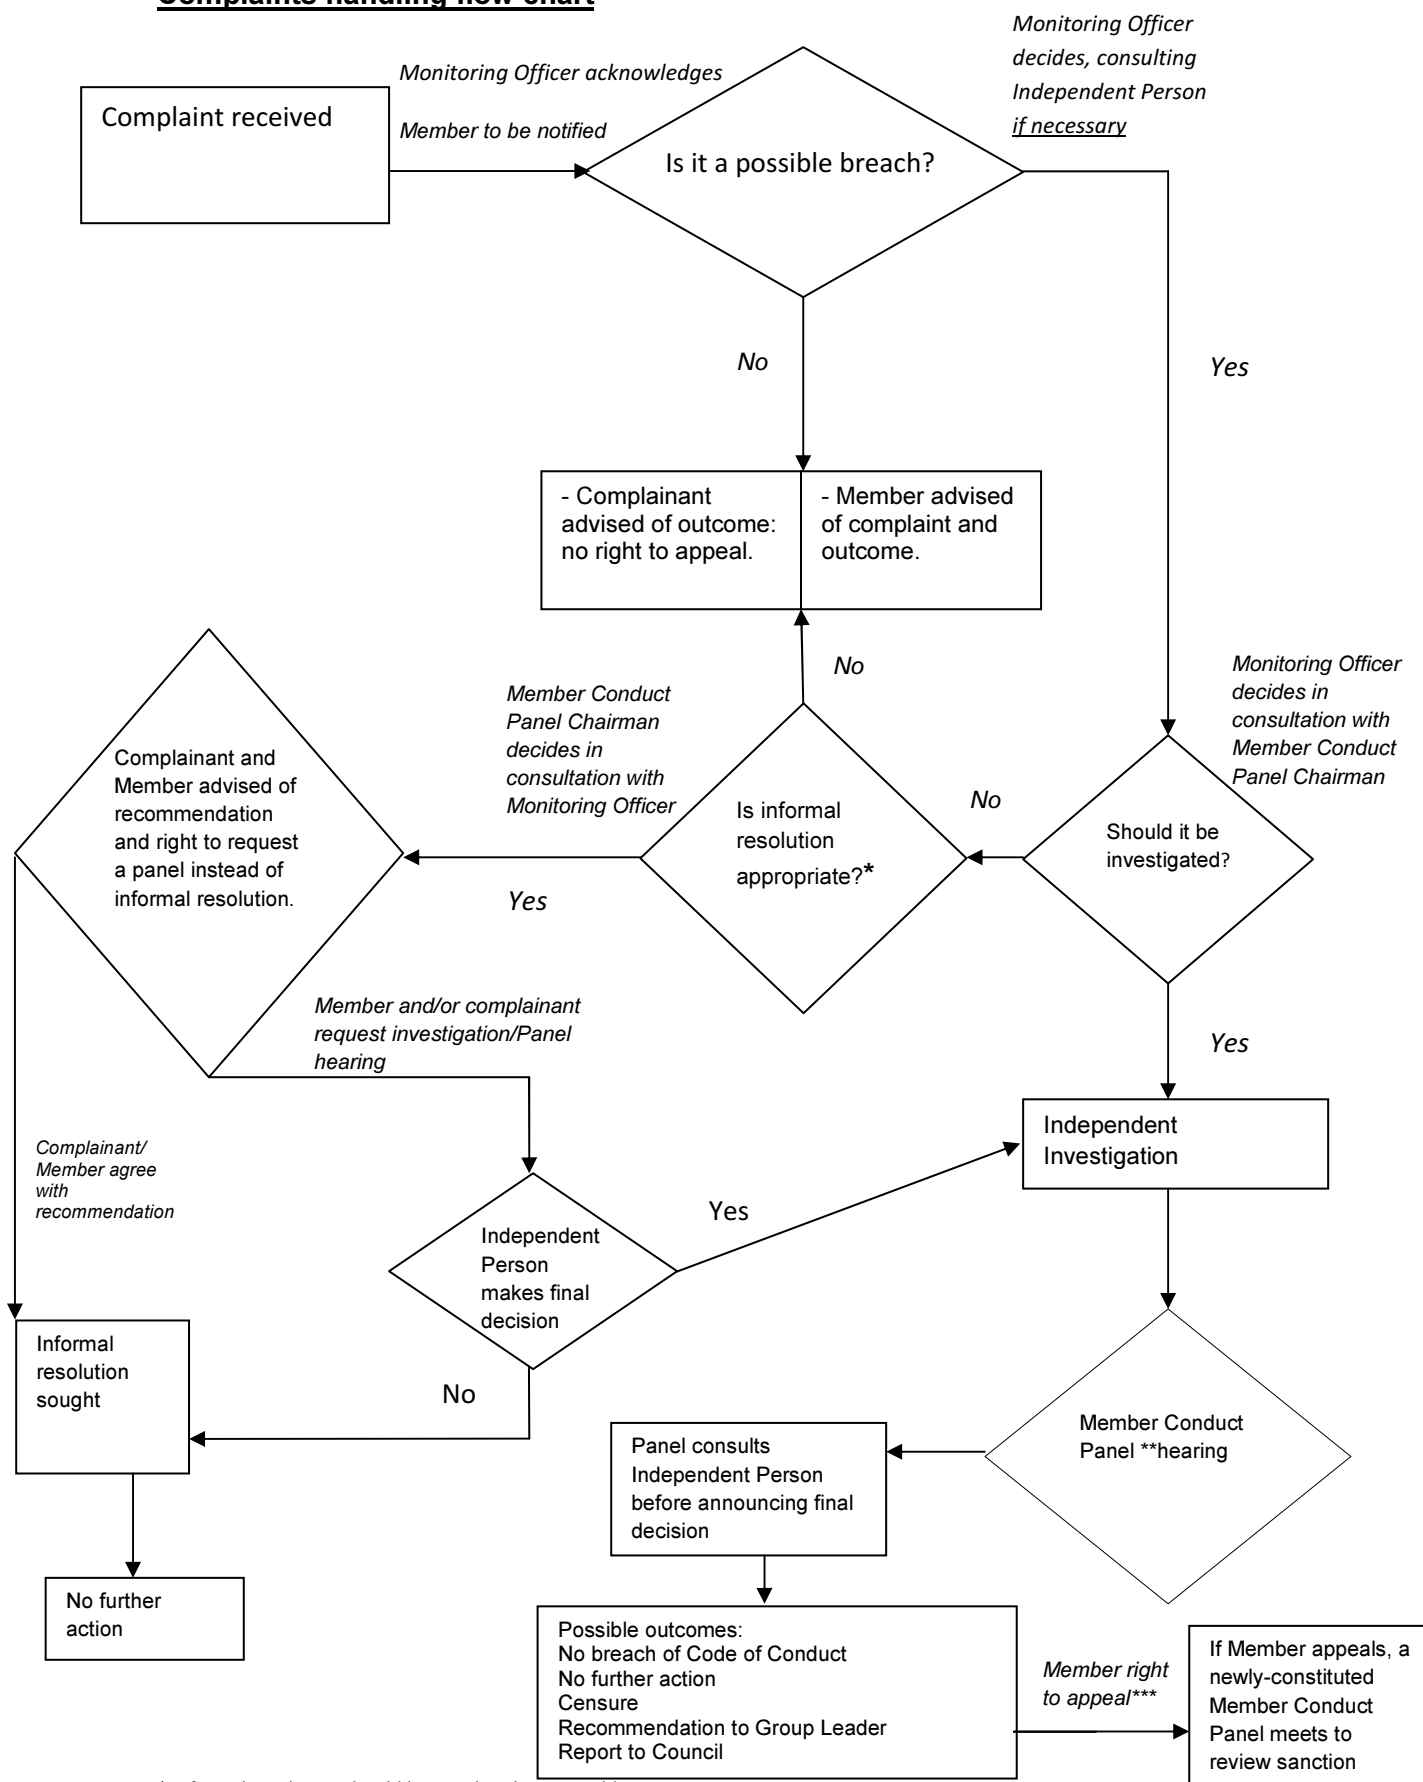 Complaints handling flow chart
Monitoring Officer
decides, consulting
Independent Person
if necessary
Monitoring Officer acknowledges
Member to be notified
Complaint received
Is it a possible breach?
No
Yes
- Complainant
advised of outcome:
no right to appeal.
- Member advised
of complaint and
outcome.
No
Monitoring Officer
decides in
consultation with
Member Conduct
Panel Chairman
Member Conduct
Panel Chairman
decides in
consultation with
Monitoring Officer
Complainant and
Member advised of
recommendation
and right to request
a panel instead of
informal resolution.
Is informal
resolution
appropriate?*
No
Should it be
investigated?
Yes
Member and/or complainant
request investigation/Panel
hearing
Yes
Complainant/
Member agree
with
recommendation
Independent
Investigation
Yes
Independent
Person
makes final
decision
Informal
resolution
sought
No
Member Conduct
Panel **hearing
Panel consults
Independent Person
before announcing final
decision
No further
action
Possible outcomes:
No breach of Code of Conduct
No further action
Censure
Recommendation to Group Leader
Report to Council
Member right
to appeal***
If Member appeals, a
newly-constituted
Member Conduct
Panel meets to
review sanction